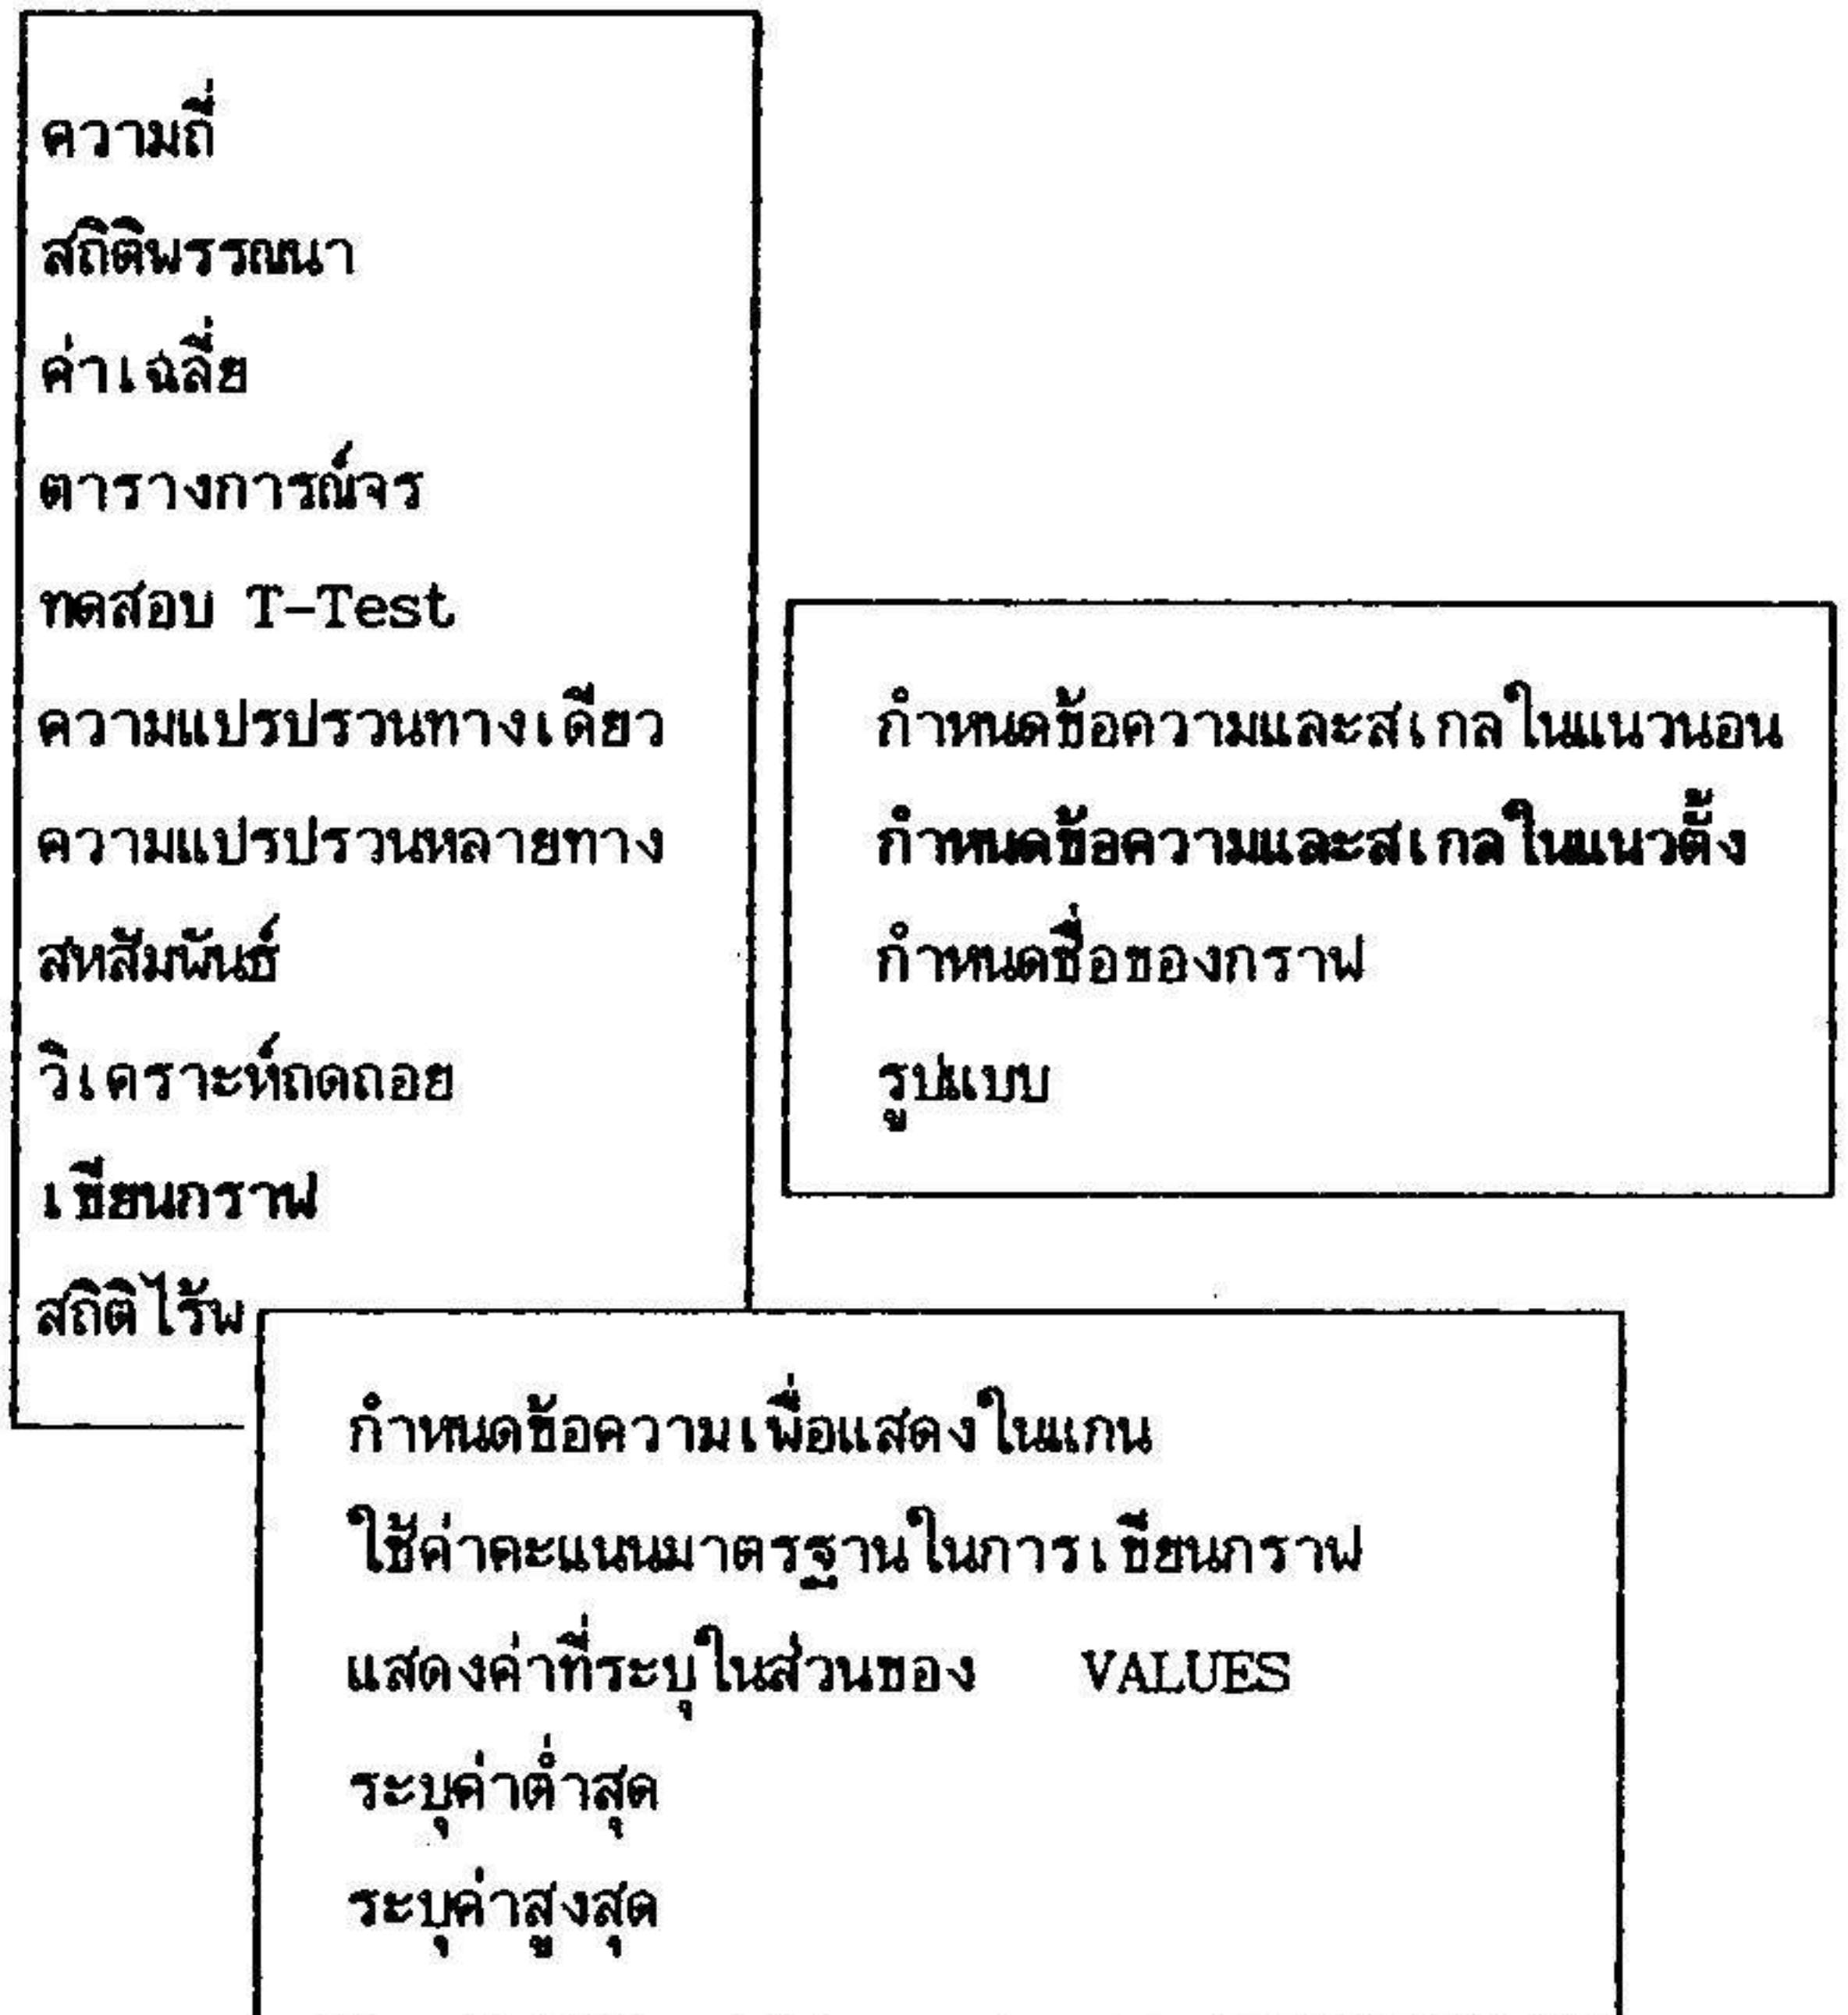 ความถี่
สถิติพรรณนา
ค่าเฉลี่ย
ตารางการณ์จร
ทดสอบ T-Test
ความแปรปรวนทางเดียว
ความแปรปรวนหลายทาง
สหสัมพันธ์
วิเคราะห์ถดถอย
เขียนกราฟ
สถิติไร้พ
กำหนดข้อความและสเกลในแนวนอน
กำหนดข้อความและสเกลในแนวตั้ง
กำหนดชื่อของกราฟ
รูปแบบ
กำหนดข้อความเพื่อแสดงในแกน
ใช้ค่าคะแนนมาตรฐานในการเขียนกราฟ
แสดงค่าที่ระบุในส่วนของ VALUES
ระบุค่าต่ำสุด
ระบุค่าสูงสุด